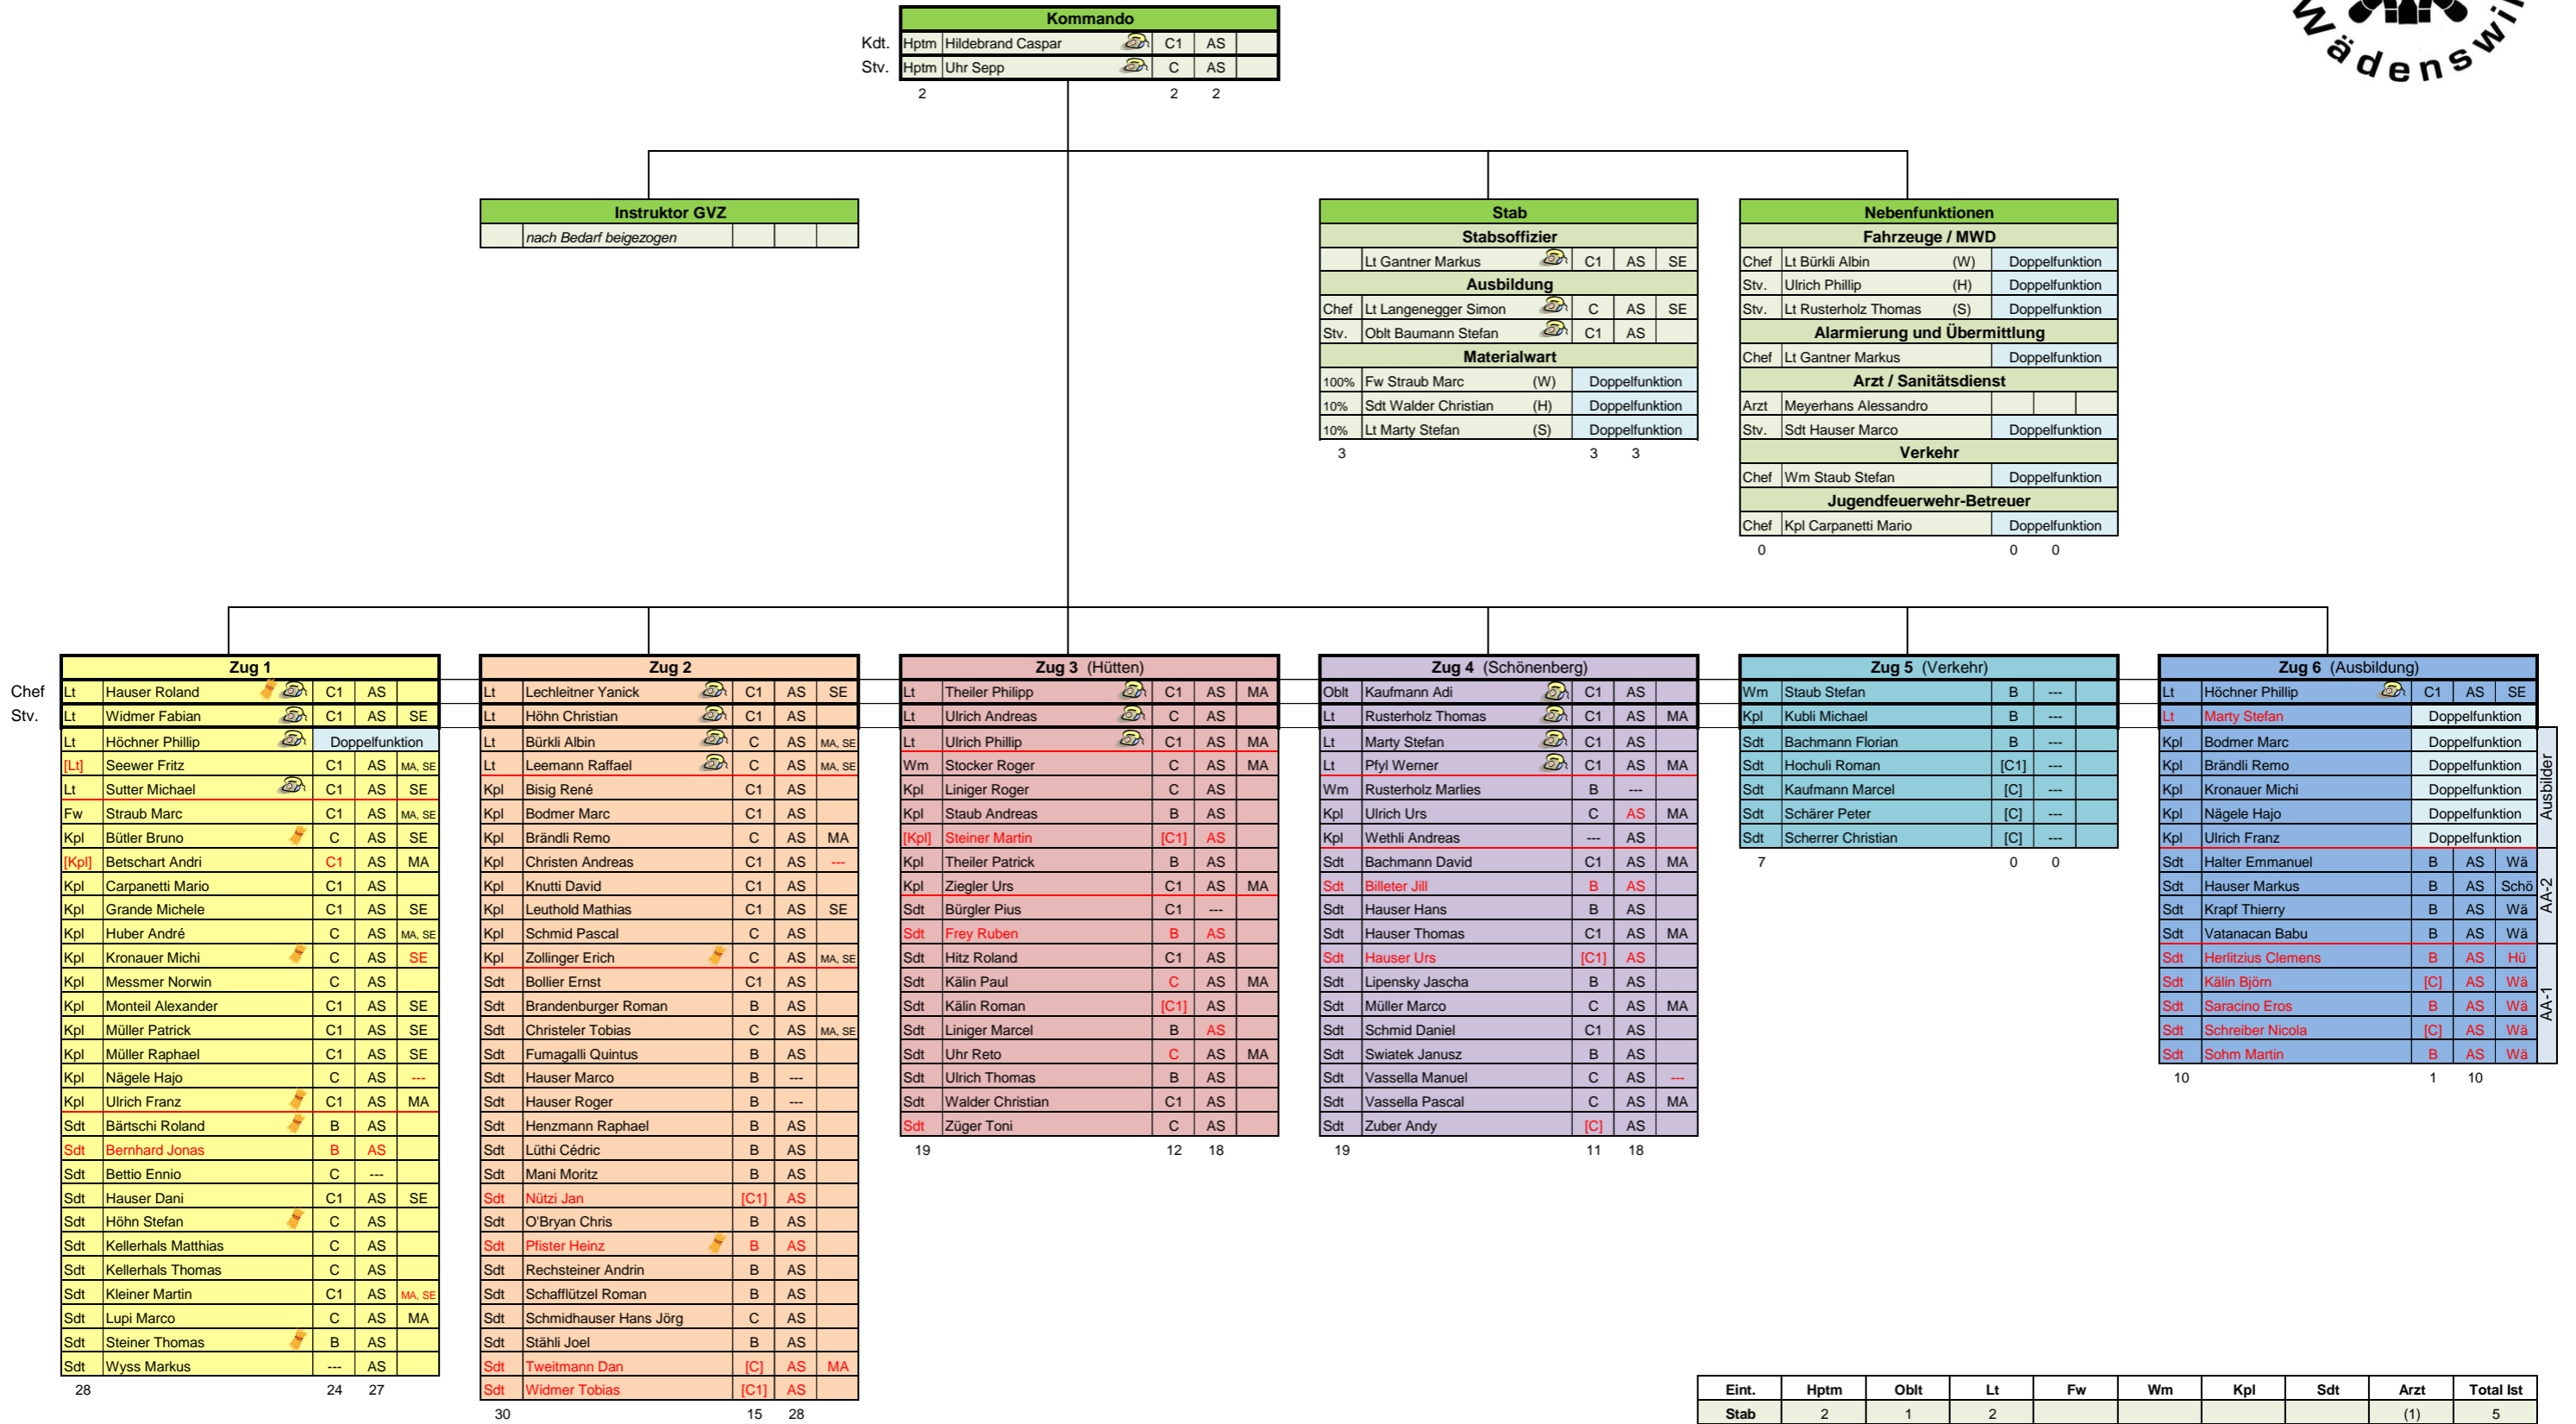 Wädenswil
Kommando
Kdt. Hptm Hildebrand Caspar C1 AS
Stv. Hptm Uhr Sepp C AS
2 2 2
Instruktor GVZ
nach Bedarf beigezogen
Stab
Stabsoffizier
Lt Gantner Markus C1 AS SE
Ausbildung
Chef Lt Langenegger Simon C AS SE
Stv. Oblt Baumann Stefan C1 AS
Materialwart
100% Fw Straub Marc (W) Doppelfunktion
10% Sdt Walder Christian (H) Doppelfunktion
10% Lt Marty Stefan (S) Doppelfunktion
3 3 3
Nebenfunktionen
Fahrzeuge / MWD
Chef Lt Bürkli Albin (W) Doppelfunktion
Stv. Ulrich Phillip (H) Doppelfunktion
Stv. Lt Rusterholz Thomas (S) Doppelfunktion
Alarmierung und Übermittlung
Chef Lt Gantner Markus Doppelfunktion
Arzt / Sanitätsdienst
Arzt Meyerhans Alessandro
Stv. Sdt Hauser Marco Doppelfunktion
Verkehr
Chef Wm Staub Stefan Doppelfunktion
Jugendfeuerwehr-Betreuer
Chef Kpl Carpanetti Mario Doppelfunktion
0 0 0
Chef
Stv.
Zug 1
Lt Hauser Roland C1 AS
Lt Widmer Fabian C1 AS SE
Lt Höchner Phillip Doppelfunktion
[Lt] Seewer Fritz C1 AS MA, SE
Lt Sutter Michael C1 AS SE
Fw Straub Marc C1 AS MA, SE
Kpl Bütler Bruno C AS SE
[Kpl] Betschart Andri C1 AS MA
Kpl Carpanetti Mario C1 AS
Kpl Grande Michele C1 AS SE
Kpl Huber André C AS MA, SE
Kpl Kronauer Michi C AS SE
Kpl Messmer Norwin C AS
Kpl Monteil Alexander C1 AS SE
Kpl Müller Patrick C1 AS SE
Kpl Müller Raphael C1 AS SE
Kpl Nägele Hajo C AS ---
Kpl Ulrich Franz C1 AS MA
Sdt Bärtschi Roland B AS
Sdt Bernhard Jonas B AS
Sdt Bettio Ennio C ---
Sdt Hauser Dani C1 AS SE
Sdt Höhn Stefan C AS
Sdt Kellerhals Matthias C AS
Sdt Kellerhals Thomas C AS
Sdt Kleiner Martin C1 AS MA, SE
Sdt Lupi Marco C AS MA
Sdt Steiner Thomas B AS
Sdt Wyss Markus --- AS
28 24 27
Zug 2
Lt Lechleitner Yanick C1 AS SE
Lt Höhn Christian C1 AS
Lt Bürkli Albin C AS MA, SE
Lt Leemann Raffael C AS MA, SE
Kpl Bisig René C1 AS
Kpl Bodmer Marc C1 AS
Kpl Brändli Remo C AS MA
Kpl Christen Andreas C1 AS ---
Kpl Knutti David C1 AS
Kpl Leuthold Mathias C1 AS SE
Kpl Schmid Pascal C AS
Kpl Zollinger Erich C AS MA, SE
Sdt Bollier Ernst C1 AS
Sdt Brandenburger Roman B AS
Sdt Christeler Tobias C AS MA, SE
Sdt Fumagalli Quintus B AS
Sdt Hauser Marco B ---
Sdt Hauser Roger B ---
Sdt Henzmann Raphael B AS
Sdt Lüthi Cédric B AS
Sdt Mani Moritz B AS
Sdt Nützi Jan [C1] AS
Sdt O'Bryan Chris B AS
Sdt Pfister Heinz B AS
Sdt Rechsteiner Andrin B AS
Sdt Schafflützel Roman B AS
Sdt Schmidhauser Hans Jörg C AS
Sdt Stähli Joel B AS
Sdt Tweitmann Dan [C] AS MA
Sdt Widmer Tobias [C1] AS
30 15 28
Zug 3 (Hütten)
Lt Theiler Philipp C1 AS MA
Lt Ulrich Andreas C AS
Lt Ulrich Phillip C1 AS MA
Wm Stocker Roger C AS MA
Kpl Liniger Roger C AS
Kpl Staub Andreas B AS
[Kpl] Steiner Martin [C1] AS
Kpl Theiler Patrick B AS
Kpl Ziegler Urs C1 AS MA
Sdt Bürgler Pius C1 ---
Sdt Frey Ruben B AS
Sdt Hitz Roland C1 AS
Sdt Kälin Paul C AS MA
Sdt Kälin Roman [C1] AS
Sdt Liniger Marcel B AS
Sdt Uhr Reto C AS MA
Sdt Ulrich Thomas B AS
Sdt Walder Christian C1 AS
Sdt Züger Toni C AS
19 12 18
Zug 4 (Schönenberg)
Oblt Kaufmann Adi C1 AS
Lt Rusterholz Thomas C1 AS MA
Lt Marty Stefan C1 AS
Lt Pfyl Werner C1 AS MA
Wm Rusterholz Marlies B ---
Kpl Ulrich Urs C AS MA
Kpl Wethli Andreas --- AS
Sdt Bachmann David C1 AS MA
Sdt Billeter Jill B AS
Sdt Hauser Hans B AS
Sdt Hauser Thomas C1 AS MA
Sdt Hauser Urs [C1] AS
Sdt Lipensky Jascha B AS
Sdt Müller Marco C AS MA
Sdt Schmid Daniel C1 AS
Sdt Swiatek Janusz B AS
Sdt Vassella Manuel C AS ---
Sdt Vassella Pascal C AS MA
Sdt Zuber Andy [C] AS
19 11 18
Zug 5 (Verkehr)
Wm Staub Stefan B ---
Kpl Kubli Michael B ---
Sdt Bachmann Florian B ---
Sdt Hochuli Roman [C1] ---
Sdt Kaufmann Marcel [C] ---
Sdt Schärer Peter [C] ---
Sdt Scherrer Christian [C] ---
7 0 0
Zug 6 (Ausbildung)
Lt Höchner Phillip C1 AS SE
Lt Marty Stefan Doppelfunktion
Kpl Bodmer Marc Doppelfunktion
Kpl Brändli Remo Doppelfunktion
Kpl Kronauer Michi Doppelfunktion
Kpl Nägele Hajo Doppelfunktion
Kpl Ulrich Franz Doppelfunktion
Sdt Halter Emmanuel B AS Wä
Sdt Hauser Markus B AS Schö
Sdt Krapf Thierry B AS Wä
Sdt Vatanacan Babu B AS Wä
Sdt Herlitzius Clemens B AS Hü
Sdt Kälin Björn [C] AS Wä
Sdt Saracino Eros B AS Wä
Sdt Schreiber Nicola [C] AS Wä
Sdt Sohm Martin B AS Wä
10 1 10
Ausbilder
AA-2
AA-1
Eint. Hptm Oblt Lt Fw Wm Kpl Sdt Arzt Total Ist
Stab 2 1 2 (1) 5